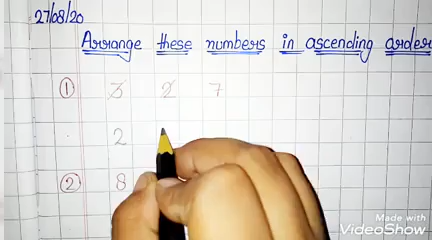 27/08/20
Arrange these numbers in ascending order
① 3 2 7
2
② 8
Made with
VideoShow